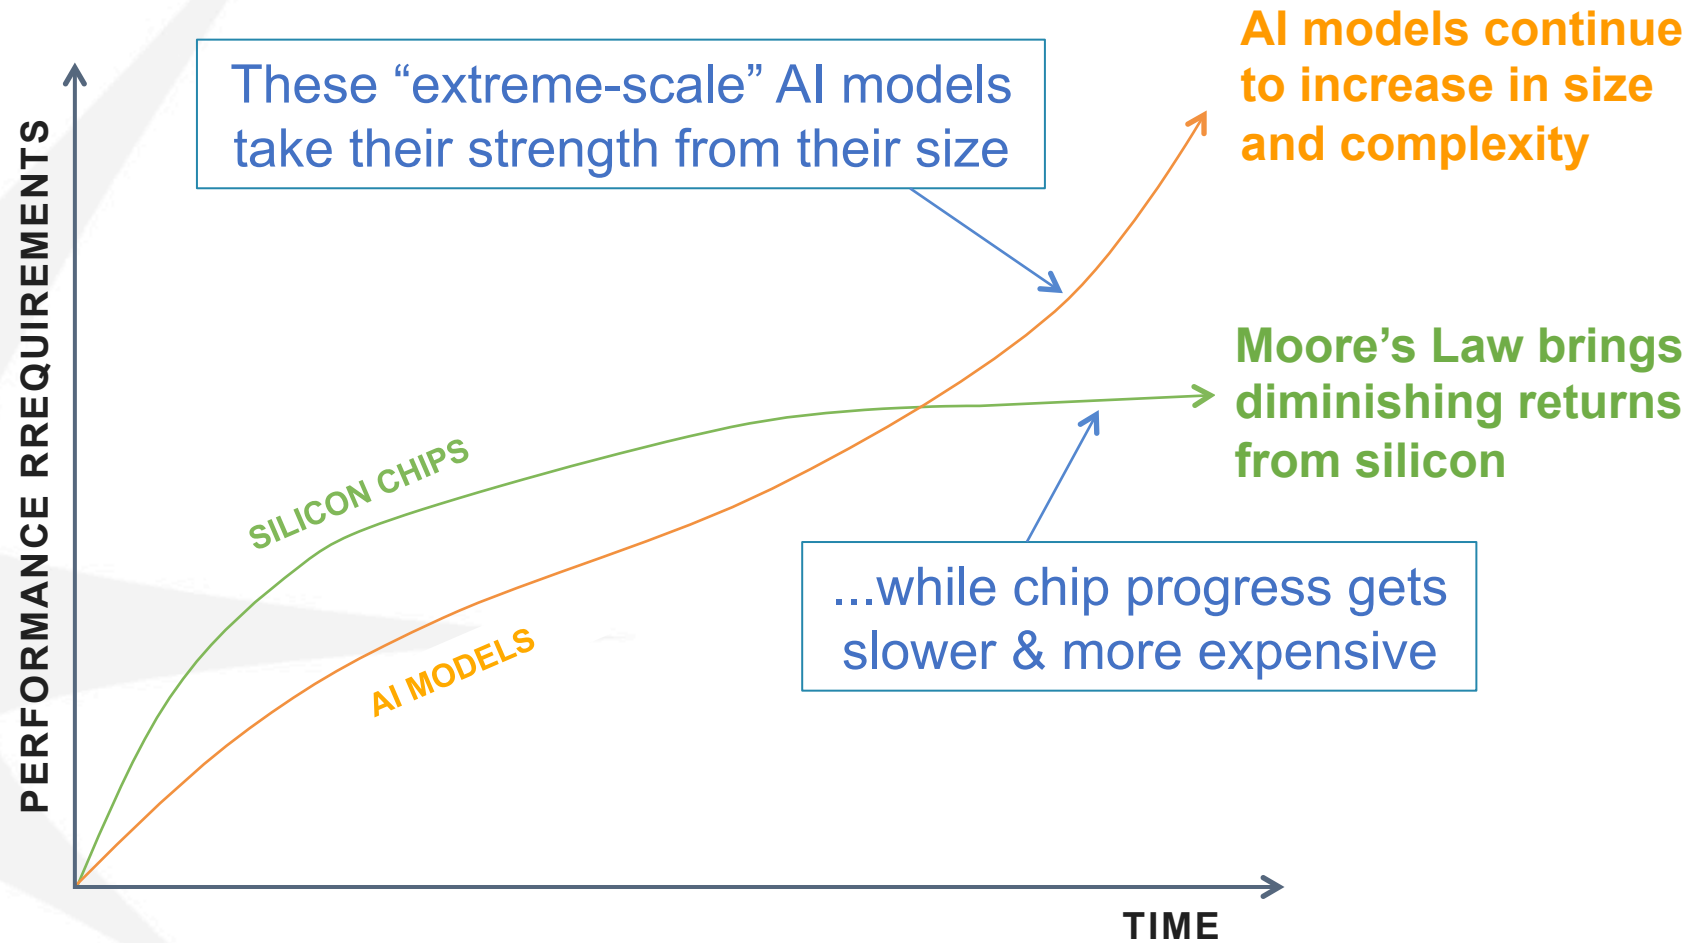 AI models continue
to increase in size
and complexity
These “extreme-scale” AI models
take their strength from their size
PERFORMANCE RREQUIREMENTS
Moore’s Law brings
diminishing returns
from silicon
SILICON CHIPS
...while chip progress gets
slower & more expensive
AI MODELS
TIME